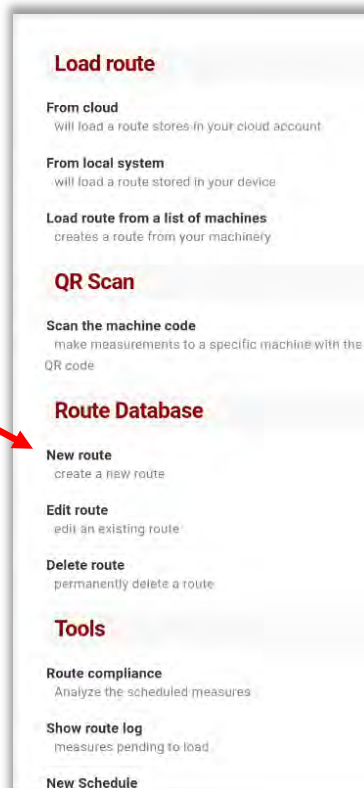 Load route
From cloud
will load a route stores in your cloud account
From local system
will load a route stored in your device
Load route from a list of machines
creates a route from your machinery
QR Scan
Scan the machine code
make measurements to a specific machine with the
QR code
Route Database
New route
create a new route
Edit route
edit an existing route
Delete route
permanently delete a route
Tools
Route compliance
Analyze the scheduled measures
Show route log
measures pending to load
New Schedule